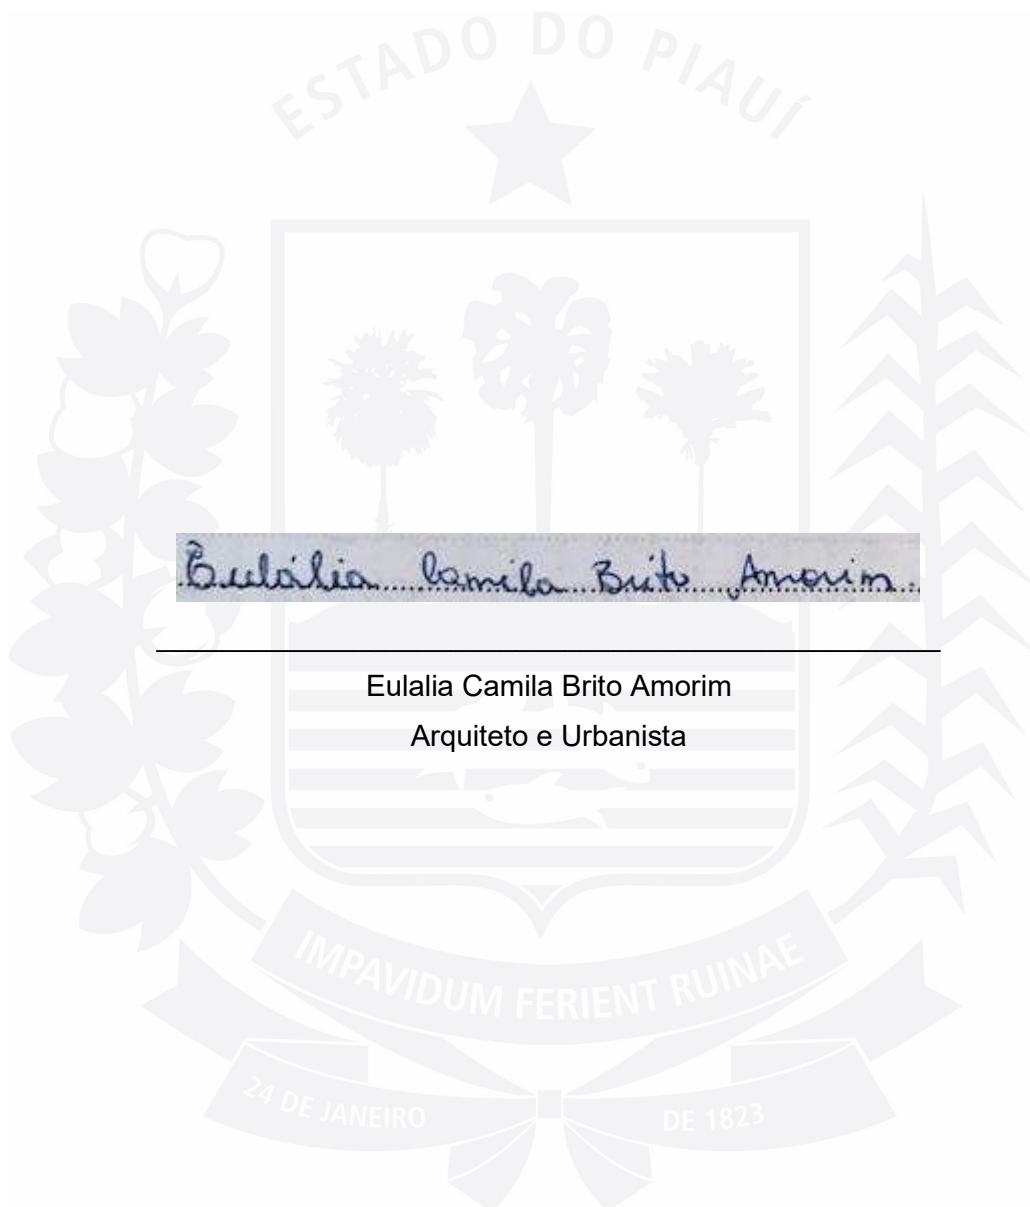 ESTADO DO PIAUÍ
Eulália Camila Brito Amorim
Eulalia Camila Brito Amorim
Arquiteto e Urbanista
IMPAVIDUM FERIENT RUINAE
24 DE JANEIRO DE 1823